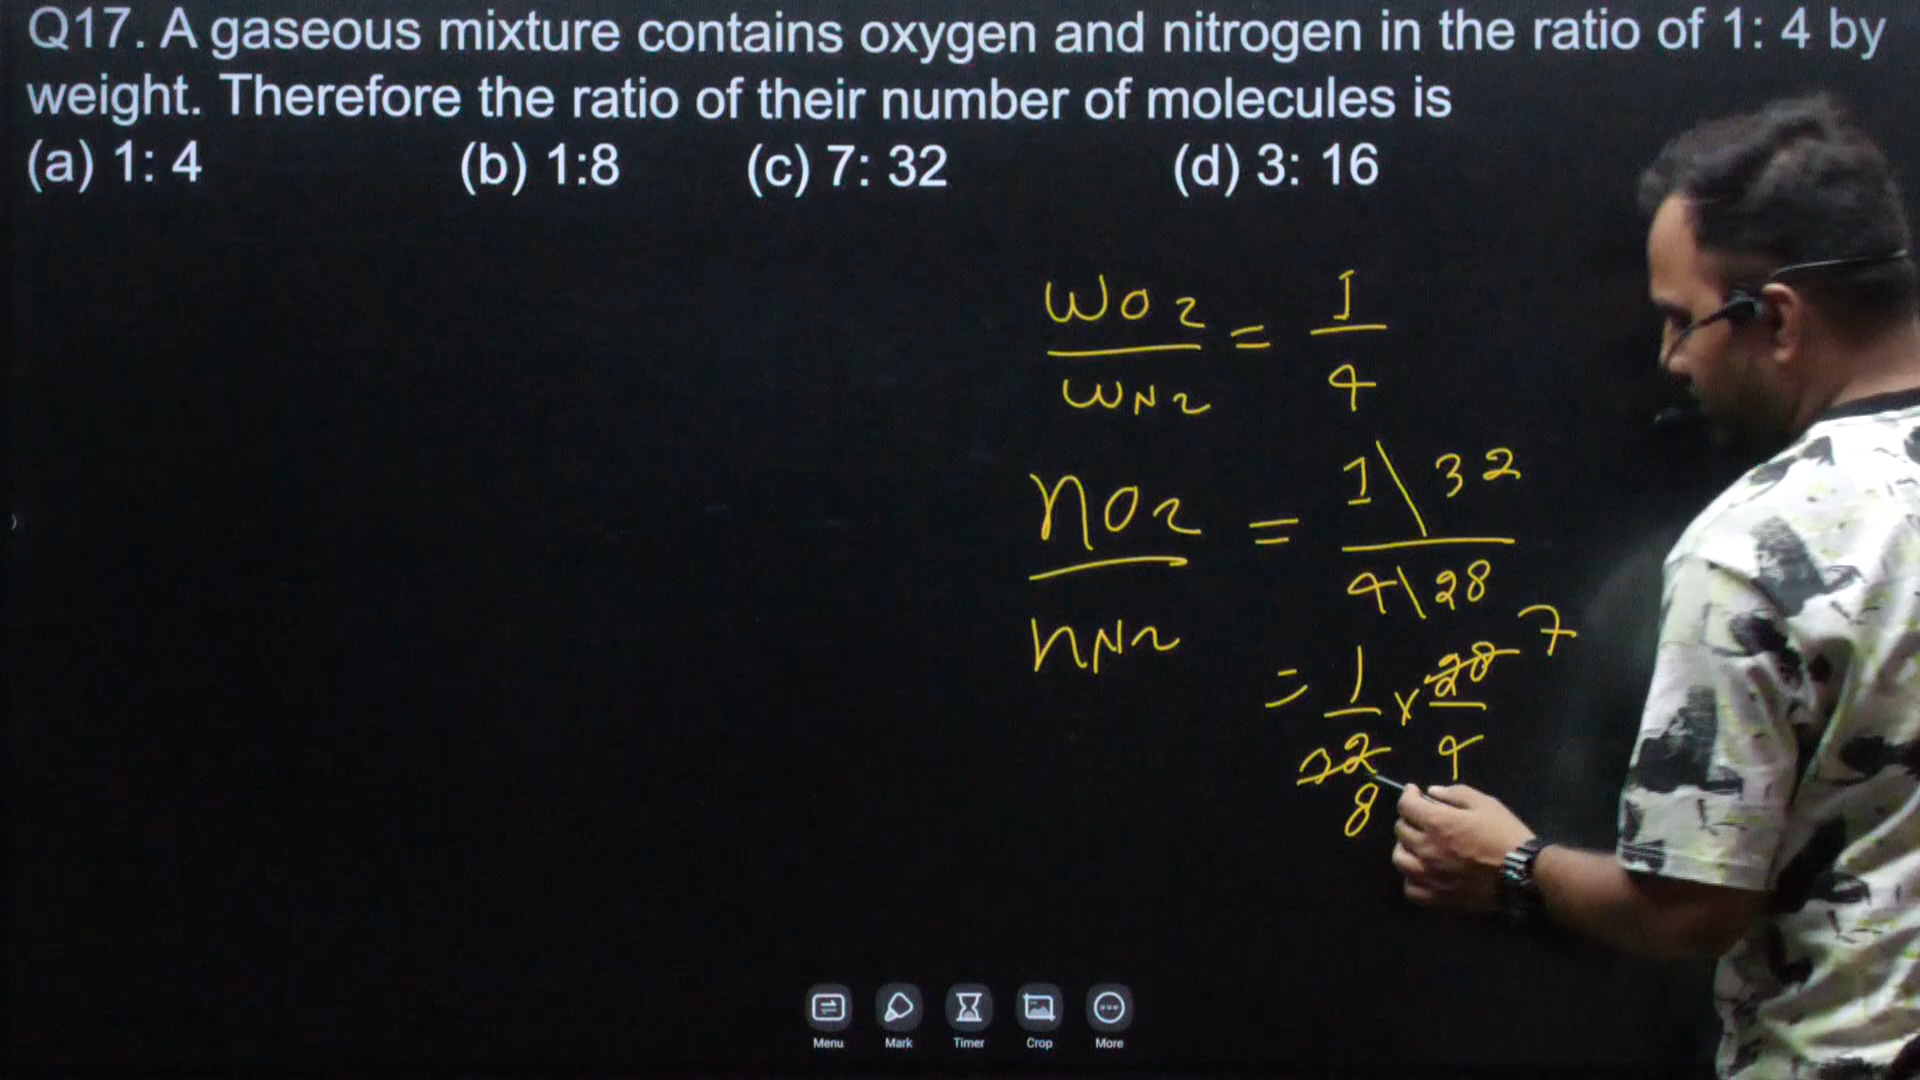 Q17. A gaseous mixture contains oxygen and nitrogen in the ratio of 1: 4 by
weight. Therefore the ratio of their number of molecules is
(a) 1: 4 (b) 1:8 (c) 7: 32 (d) 3: 16
WO2 = 1
WN2 4
nO2 = 1\32
nN2 4\28
= 1 x 28 7
32 4
8
Menu Mark Timer Crop More